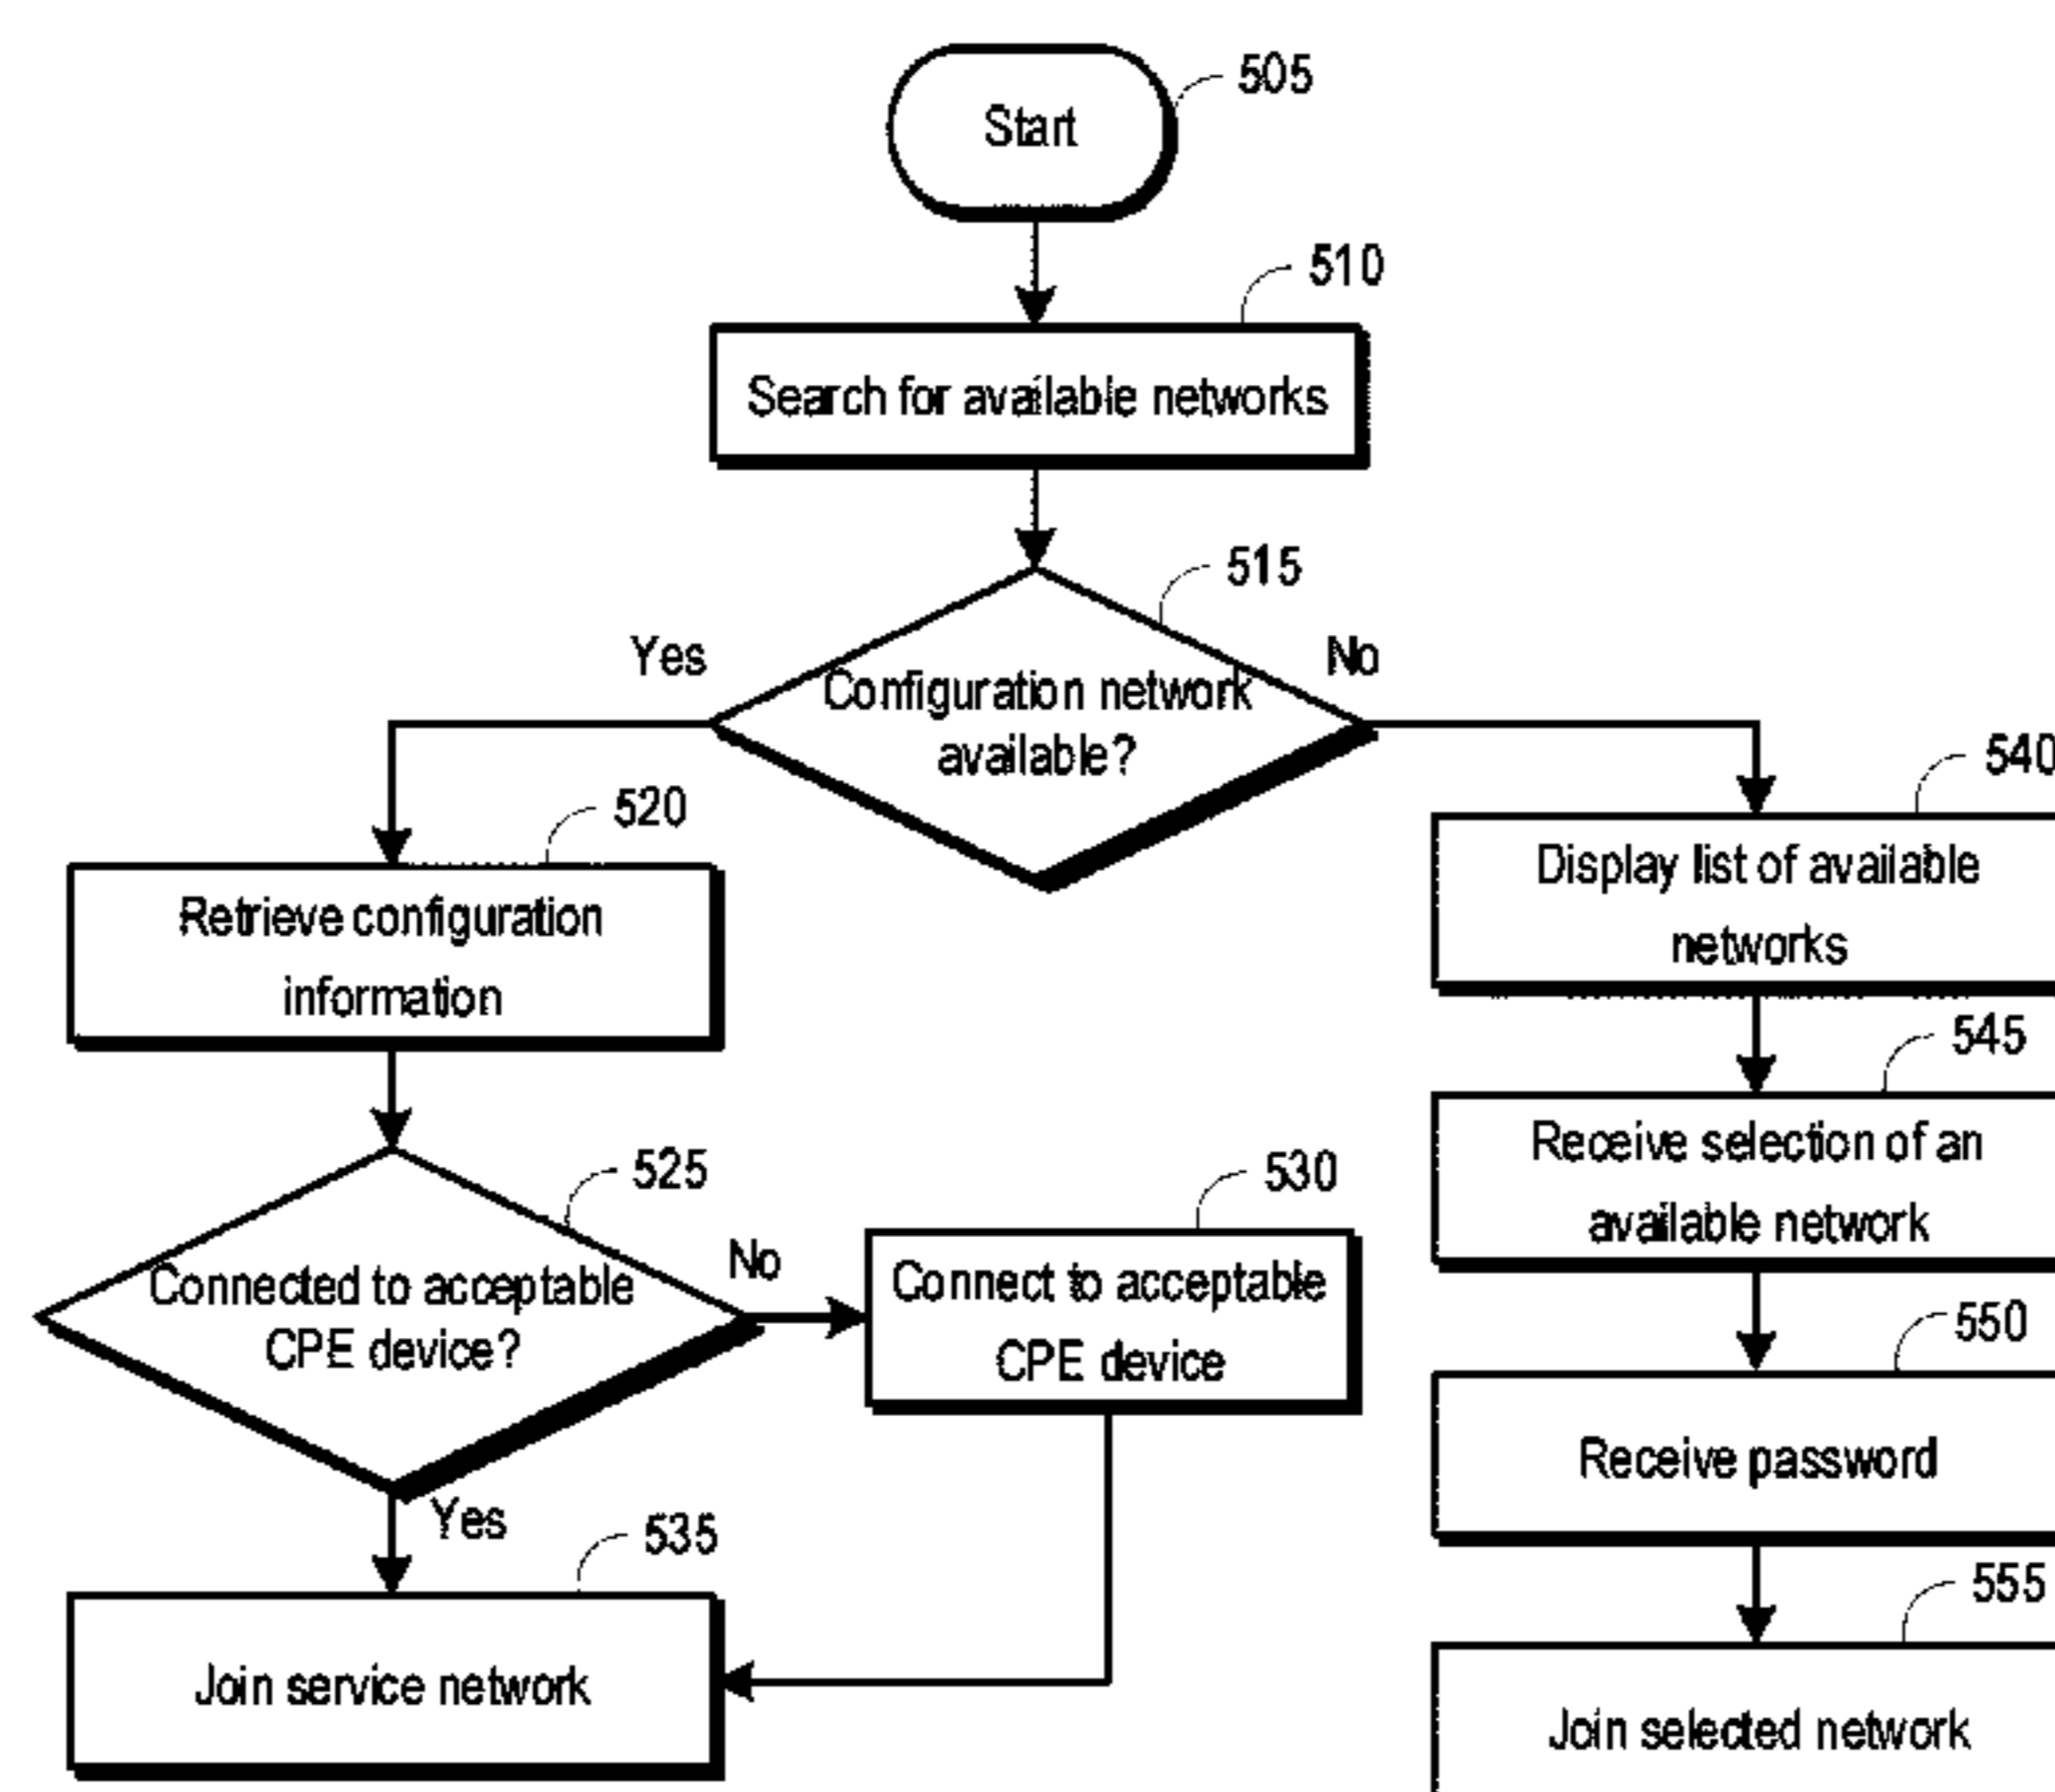 505
Start
510
Search for available networks
515
Yes
No
Configuration network
available?
540
520
Display list of available
networks
Retrieve configuration
information
545
Receive selection of an
available network
525
530
No
Connected to acceptable
CPE device?
Connect to acceptable
CPE device
550
Receive password
Yes
535
555
Join service network
Join selected network